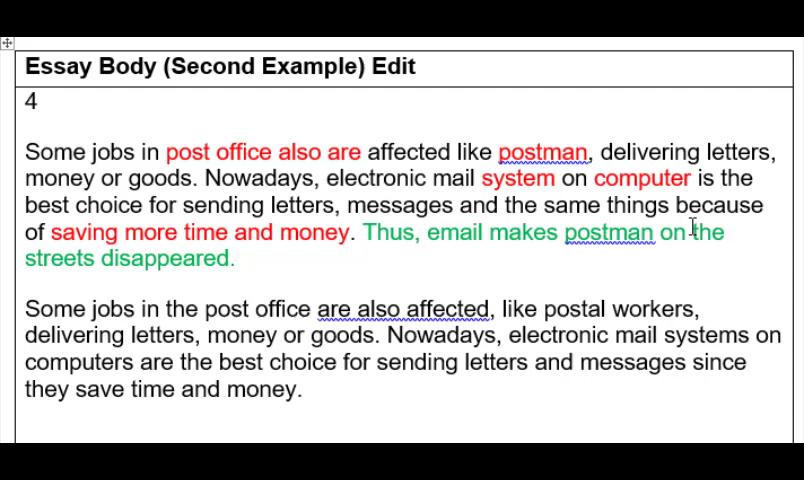 Essay Body (Second Example) Edit
4
Some jobs in post office also are affected like postman, delivering letters,
money or goods. Nowadays, electronic mail system on computer is the
best choice for sending letters, messages and the same things because
of saving more time and money. Thus, email makes postman on the
streets disappeared.
Some jobs in the post office are also affected, like postal workers,
delivering letters, money or goods. Nowadays, electronic mail systems on
computers are the best choice for sending letters and messages since
they save time and money.